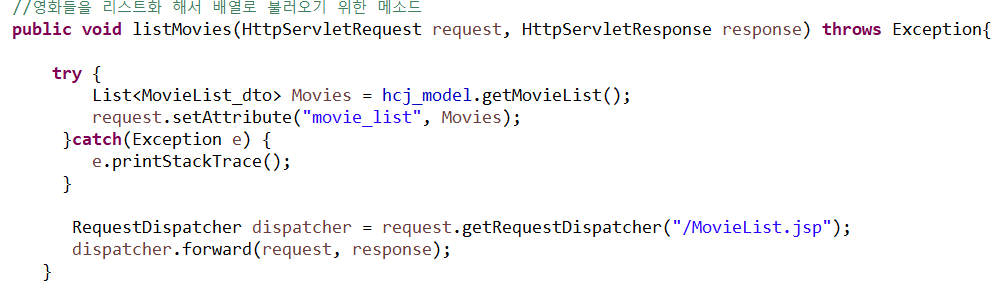 //영화들을 리스트화 해서 배열로 불러오기 위한 메소드
public void listMovies(HttpServletRequest request, HttpServletResponse response) throws Exception{
try {
List<MovieList_dto> Movies = hcj_model.getMovieList();
request.setAttribute("movie_list", Movies);
}catch(Exception e) {
e.printStackTrace();
}
RequestDispatcher dispatcher = request.getRequestDispatcher("/MovieList.jsp");
dispatcher.forward(request, response);
}